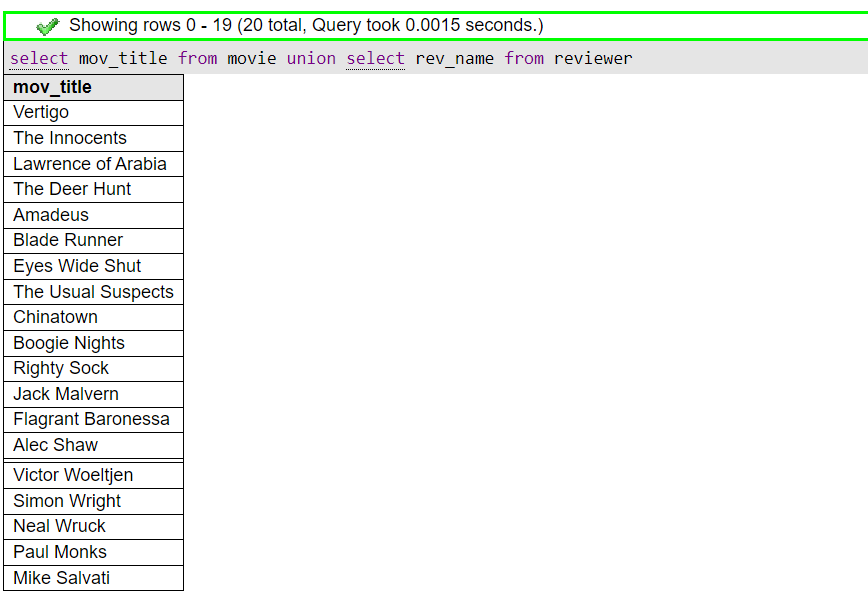 Showing rows 0 - 19 (20 total, Query took 0.0015 seconds.)
select mov_title from movie union select rev_name from reviewer
mov_title
Vertigo
The Innocents
Lawrence of Arabia
The Deer Hunt
Amadeus
Blade Runner
Eyes Wide Shut
The Usual Suspects
Chinatown
Boogie Nights
Righty Sock
Jack Malvern
Flagrant Baronessa
Alec Shaw
Victor Woeltjen
Simon Wright
Neal Wruck
Paul Monks
Mike Salvati